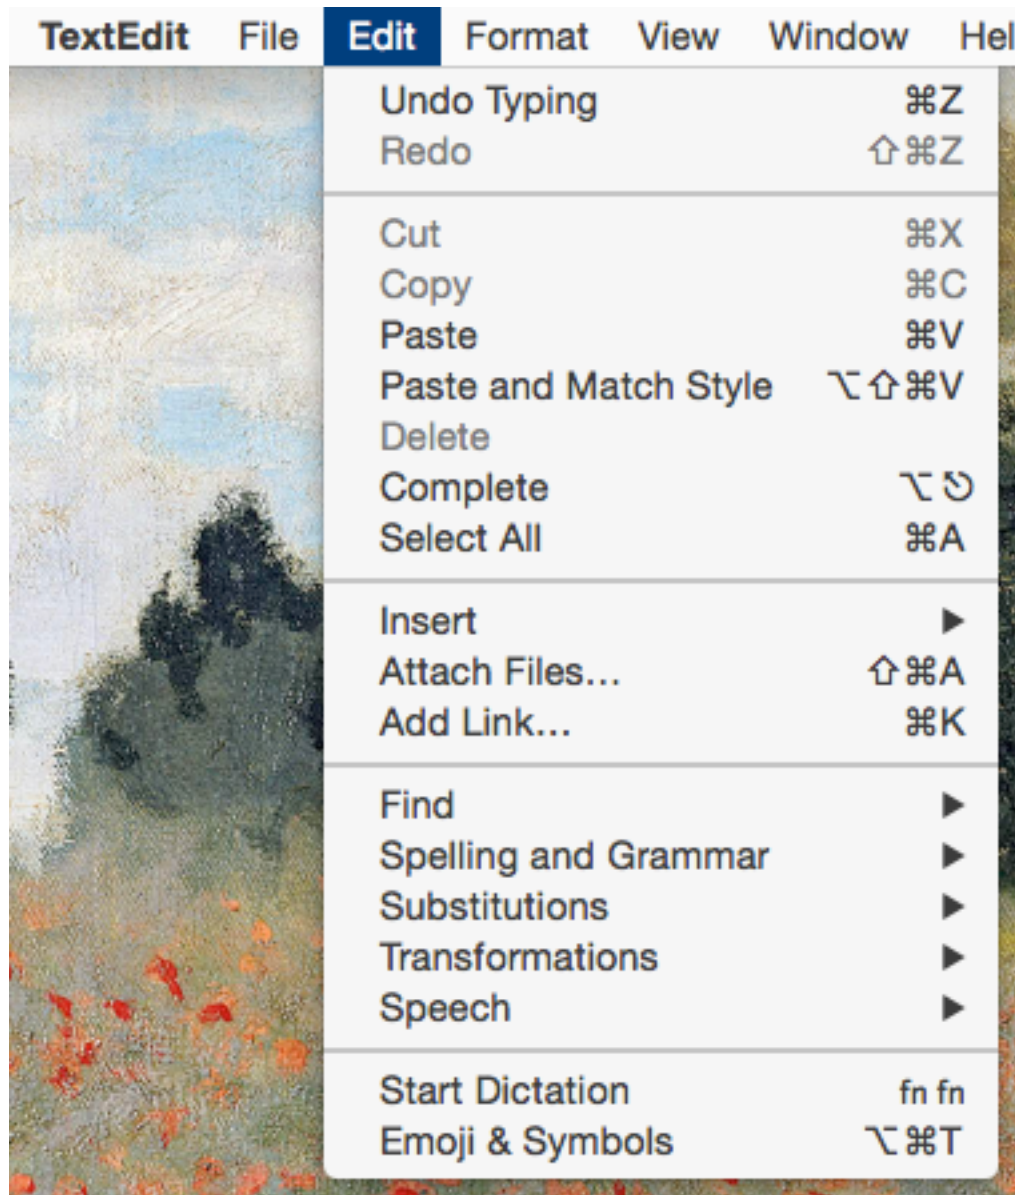 TextEdit File Edit Format View Window Hel
Undo Typing ⌘Z
Redo ⇧⌘Z
Cut ⌘X
Copy ⌘C
Paste ⌘V
Paste and Match Style ⌥⇧⌘V
Delete
Complete ⌥⎋
Select All ⌘A
Insert ▶
Attach Files... ⇧⌘A
Add Link... ⌘K
Find ▶
Spelling and Grammar ▶
Substitutions ▶
Transformations ▶
Speech ▶
Start Dictation fn fn
Emoji & Symbols ⌥⌘T